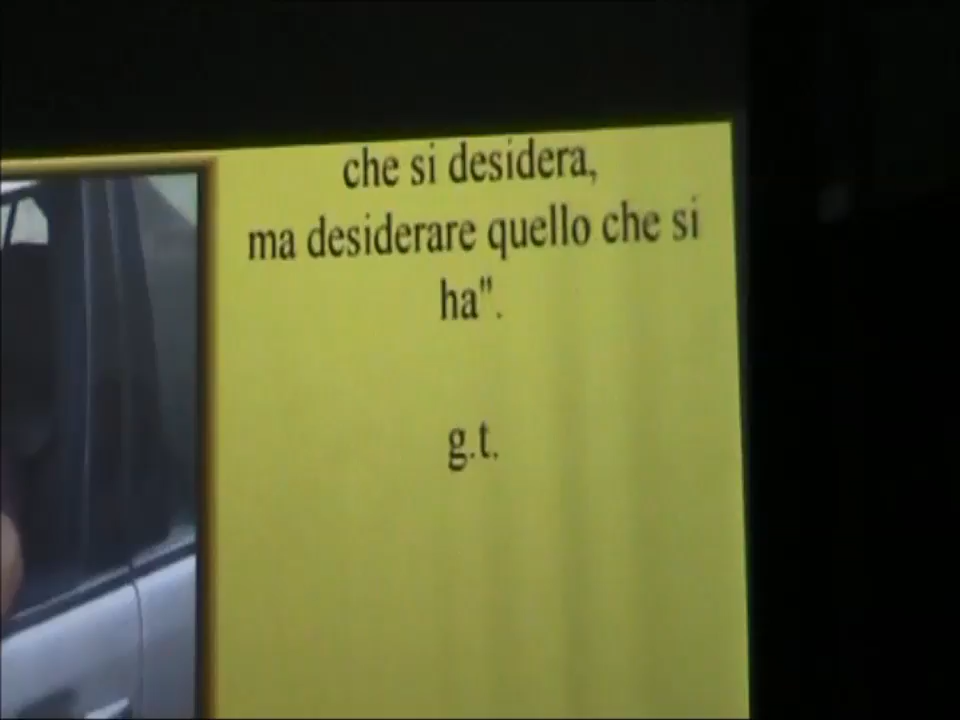 che si desidera,
ma desiderare quello che si
ha".
g.t.